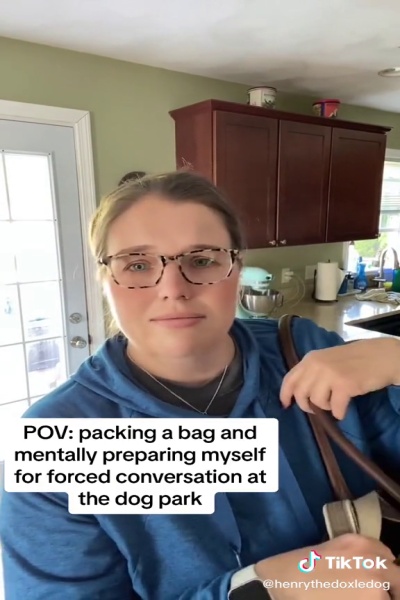 POV: packing a bag and
mentally preparing myself
for forced conversation at
the dog park
TikTok
@henrythedoxledog